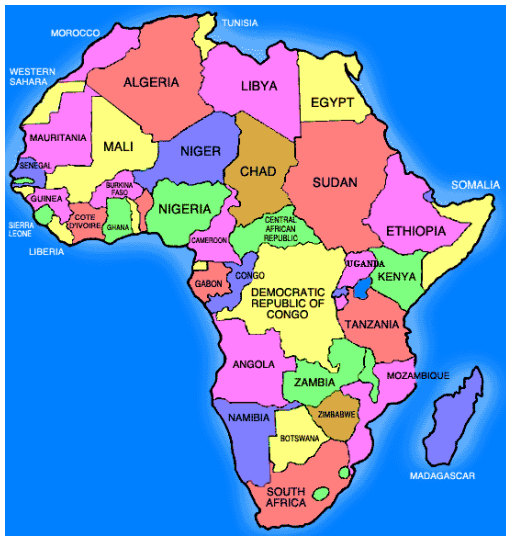 TUNISIA
MOROCCO
WESTERN
SAHARA
ALGERIA
LIBYA
EGYPT
MAURITANIA
MALI
NIGER
CHAD
SUDAN
SENEGAL
GUINEA
BURKINA
FASO
SIERRA
LEONE
COTE
D'IVOIRE
GHANA
LIBERIA
NIGERIA
CAMEROON
CENTRAL
AFRICAN
REPUBLIC
SOMALIA
ETHIOPIA
UGANDA
KENYA
GABON
CONGO
DEMOCRATIC
REPUBLIC OF
CONGO
TANZANIA
ANGOLA
ZAMBIA
MOZAMBIQUE
NAMIBIA
ZIMBABWE
BOTSWANA
SOUTH
AFRICA
MADAGASCAR